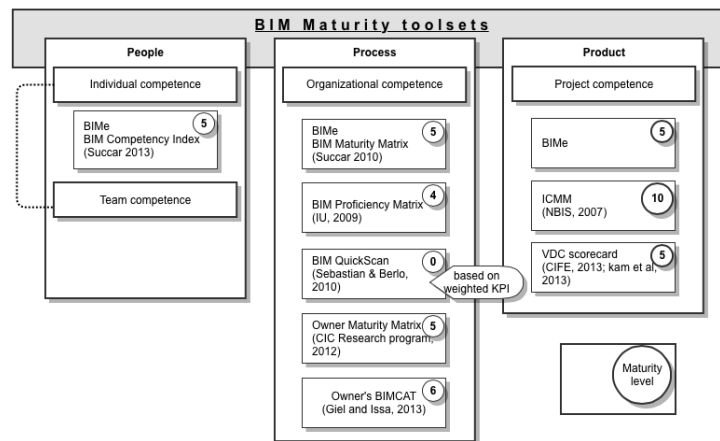 BIM Maturity toolsets
People
Individual competence
5
BIMe
BIM Competency Index
(Succar 2013)
Team competence
Process
Organizational competence
5
BIMe
BIM Maturity Matrix
(Succar 2010)
4
BIM Proficiency Matrix
(IU, 2009)
0
BIM QuickScan
(Sebastian & Berlo,
2010)
based on
weighted KPI
5
Owner Maturity Matrix
(CIC Research program,
2012)
6
Owner's BIMCAT
(Giel and Issa, 2013)
Product
Project competence
5
BIMe
10
ICMM
(NBIS, 2007)
5
VDC scorecard
(CIFE, 2013; kam et al,
2013)
Maturity
level